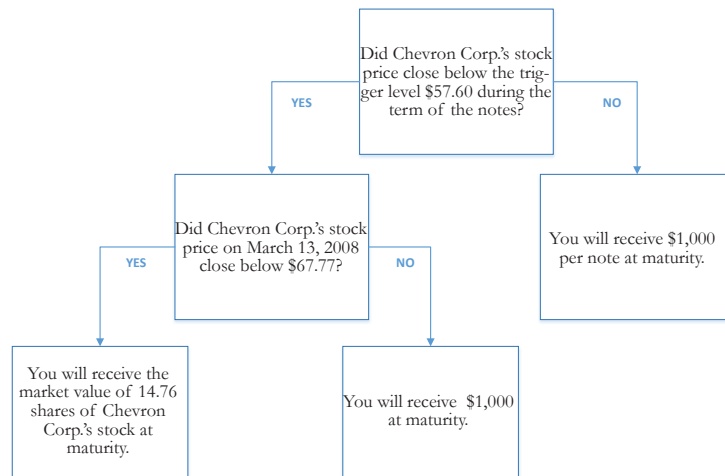 Did Chevron Corp.'s stock
price close below the trig-
ger level $57.60 during the
term of the notes?
YES
NO
Did Chevron Corp.'s stock
price on March 13, 2008
close below $67.77?
You will receive $1,000
per note at maturity.
YES
NO
You will receive the
market value of 14.76
shares of Chevron
Corp.'s stock at
maturity.
You will receive $1,000
at maturity.